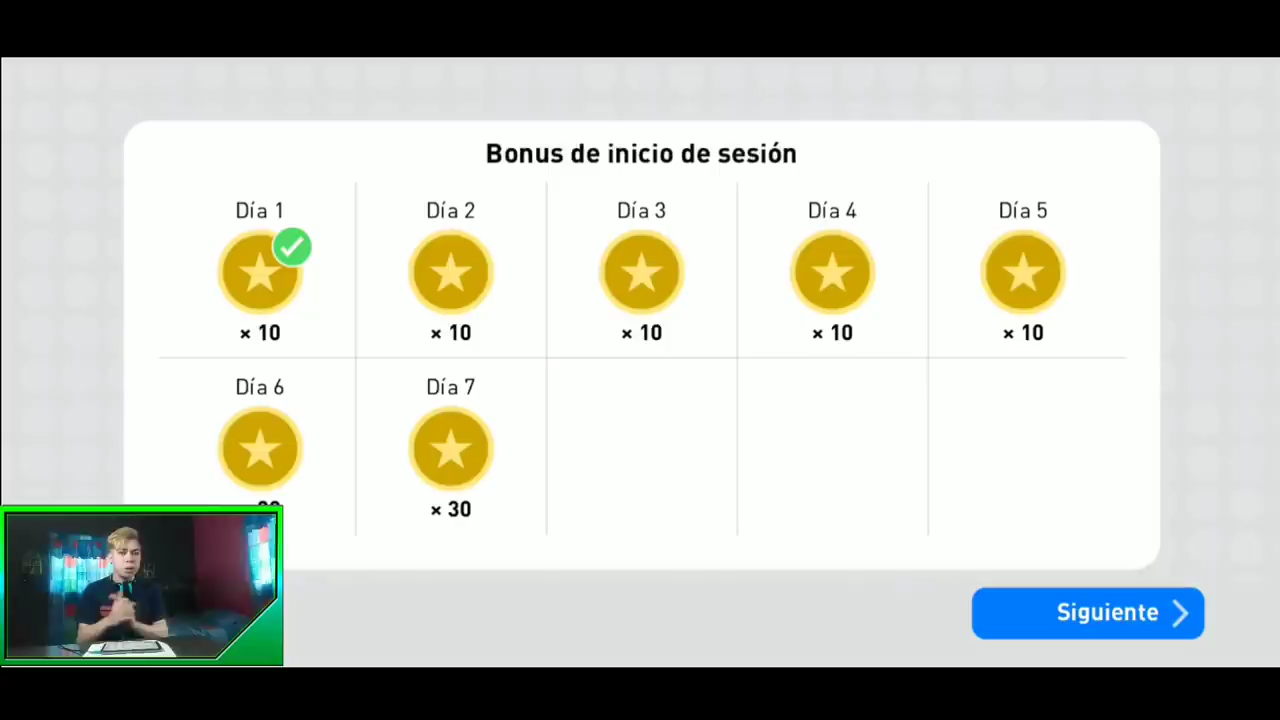 Bonus de inicio de sesión
Día 1
Día 2
Día 3
Día 4
Día 5
× 10
× 10
× 10
× 10
× 10
Día 6
Día 7
× 30
Siguiente